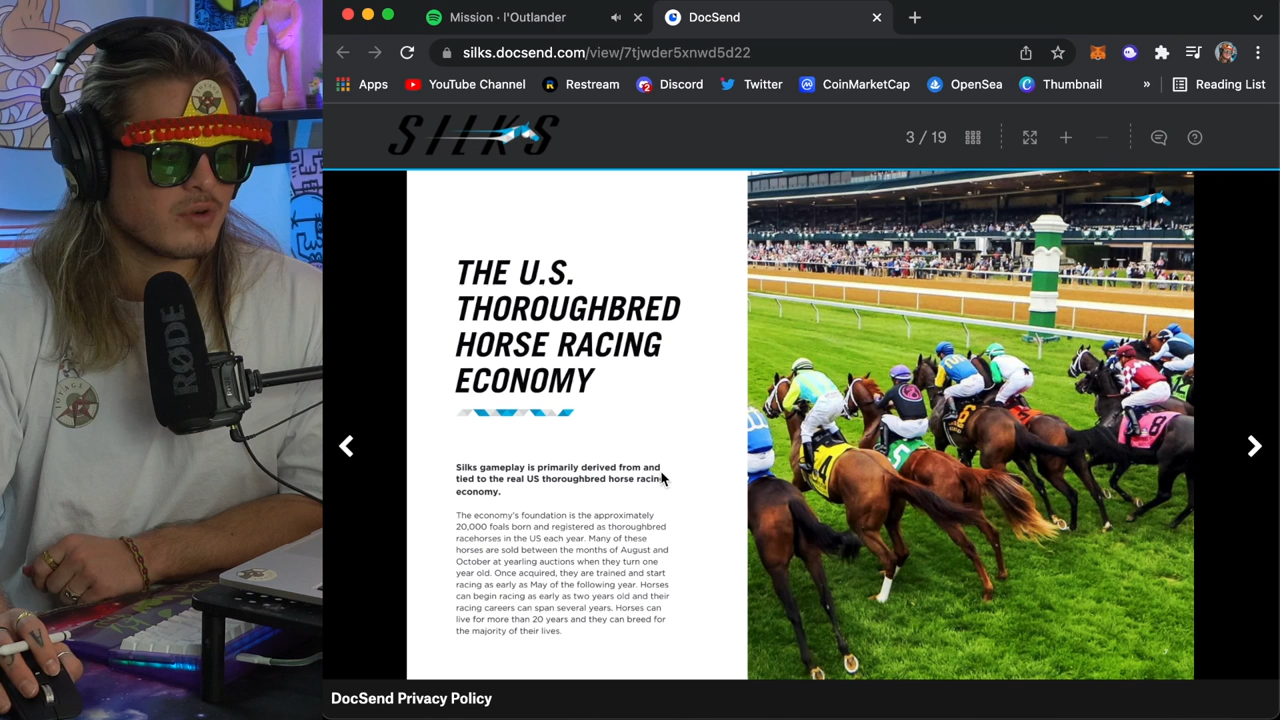 Mission · l'Outlander
DocSend
silks.docsend.com/view/7tjwder5xnwd5d22
Apps
YouTube Channel
Restream
Discord
Twitter
CoinMarketCap
OpenSea
Thumbnail
»
Reading List
SILKS
3 / 19
THE U.S.
THOROUGHBRED
HORSE RACING
ECONOMY
Silks gameplay is primarily derived from and
tied to the real US thoroughbred horse racing
economy.
The economy's foundation is the approximately
20,000 foals born and registered as thoroughbred
racehorses in the US each year. Many of these
horses are sold between the months of August and
October at yearling auctions when they turn one
year old. Once acquired, they are trained and start
racing as early as May of the following year. Horses
can begin racing as early as two years old and their
racing careers can span several years. Horses can
live for more than 20 years and they can breed for
the majority of their lives.
4
5
6
8
RØDE
VOYAGE
DocSend Privacy Policy